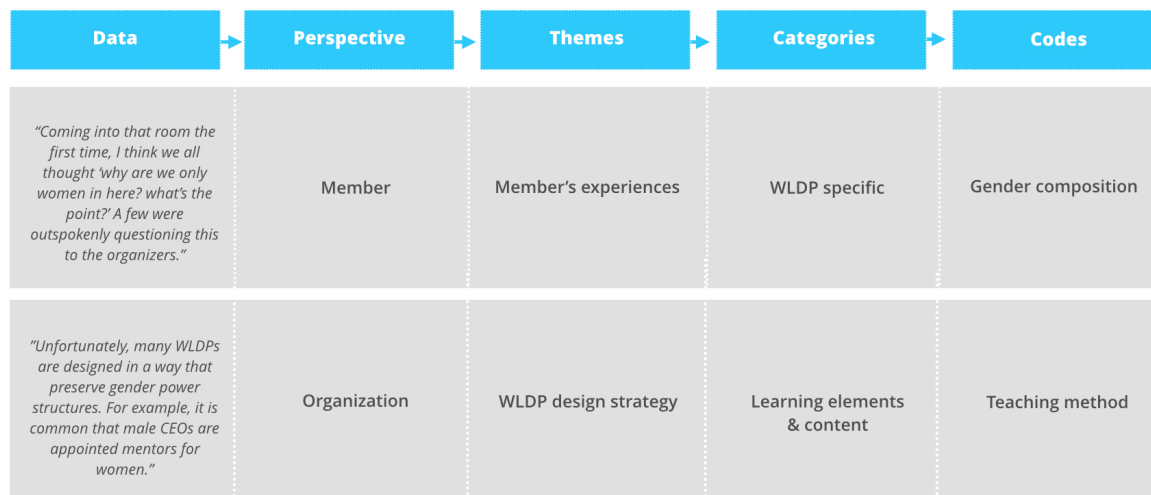 Data
Perspective
Themes
Categories
Codes
“Coming into that room the
first time, I think we all
thought ‘why are we only
women in here? what’s the
point?’ A few were
outspokenly questioning this
to the organizers.”
Member
Member’s experiences
WLDP specific
Gender composition
”Unfortunately, many WLDPs
are designed in a way that
preserve gender power
structures. For example, it is
common that male CEOs are
appointed mentors for
women.”
Organization
WLDP design strategy
Learning elements
& content
Teaching method